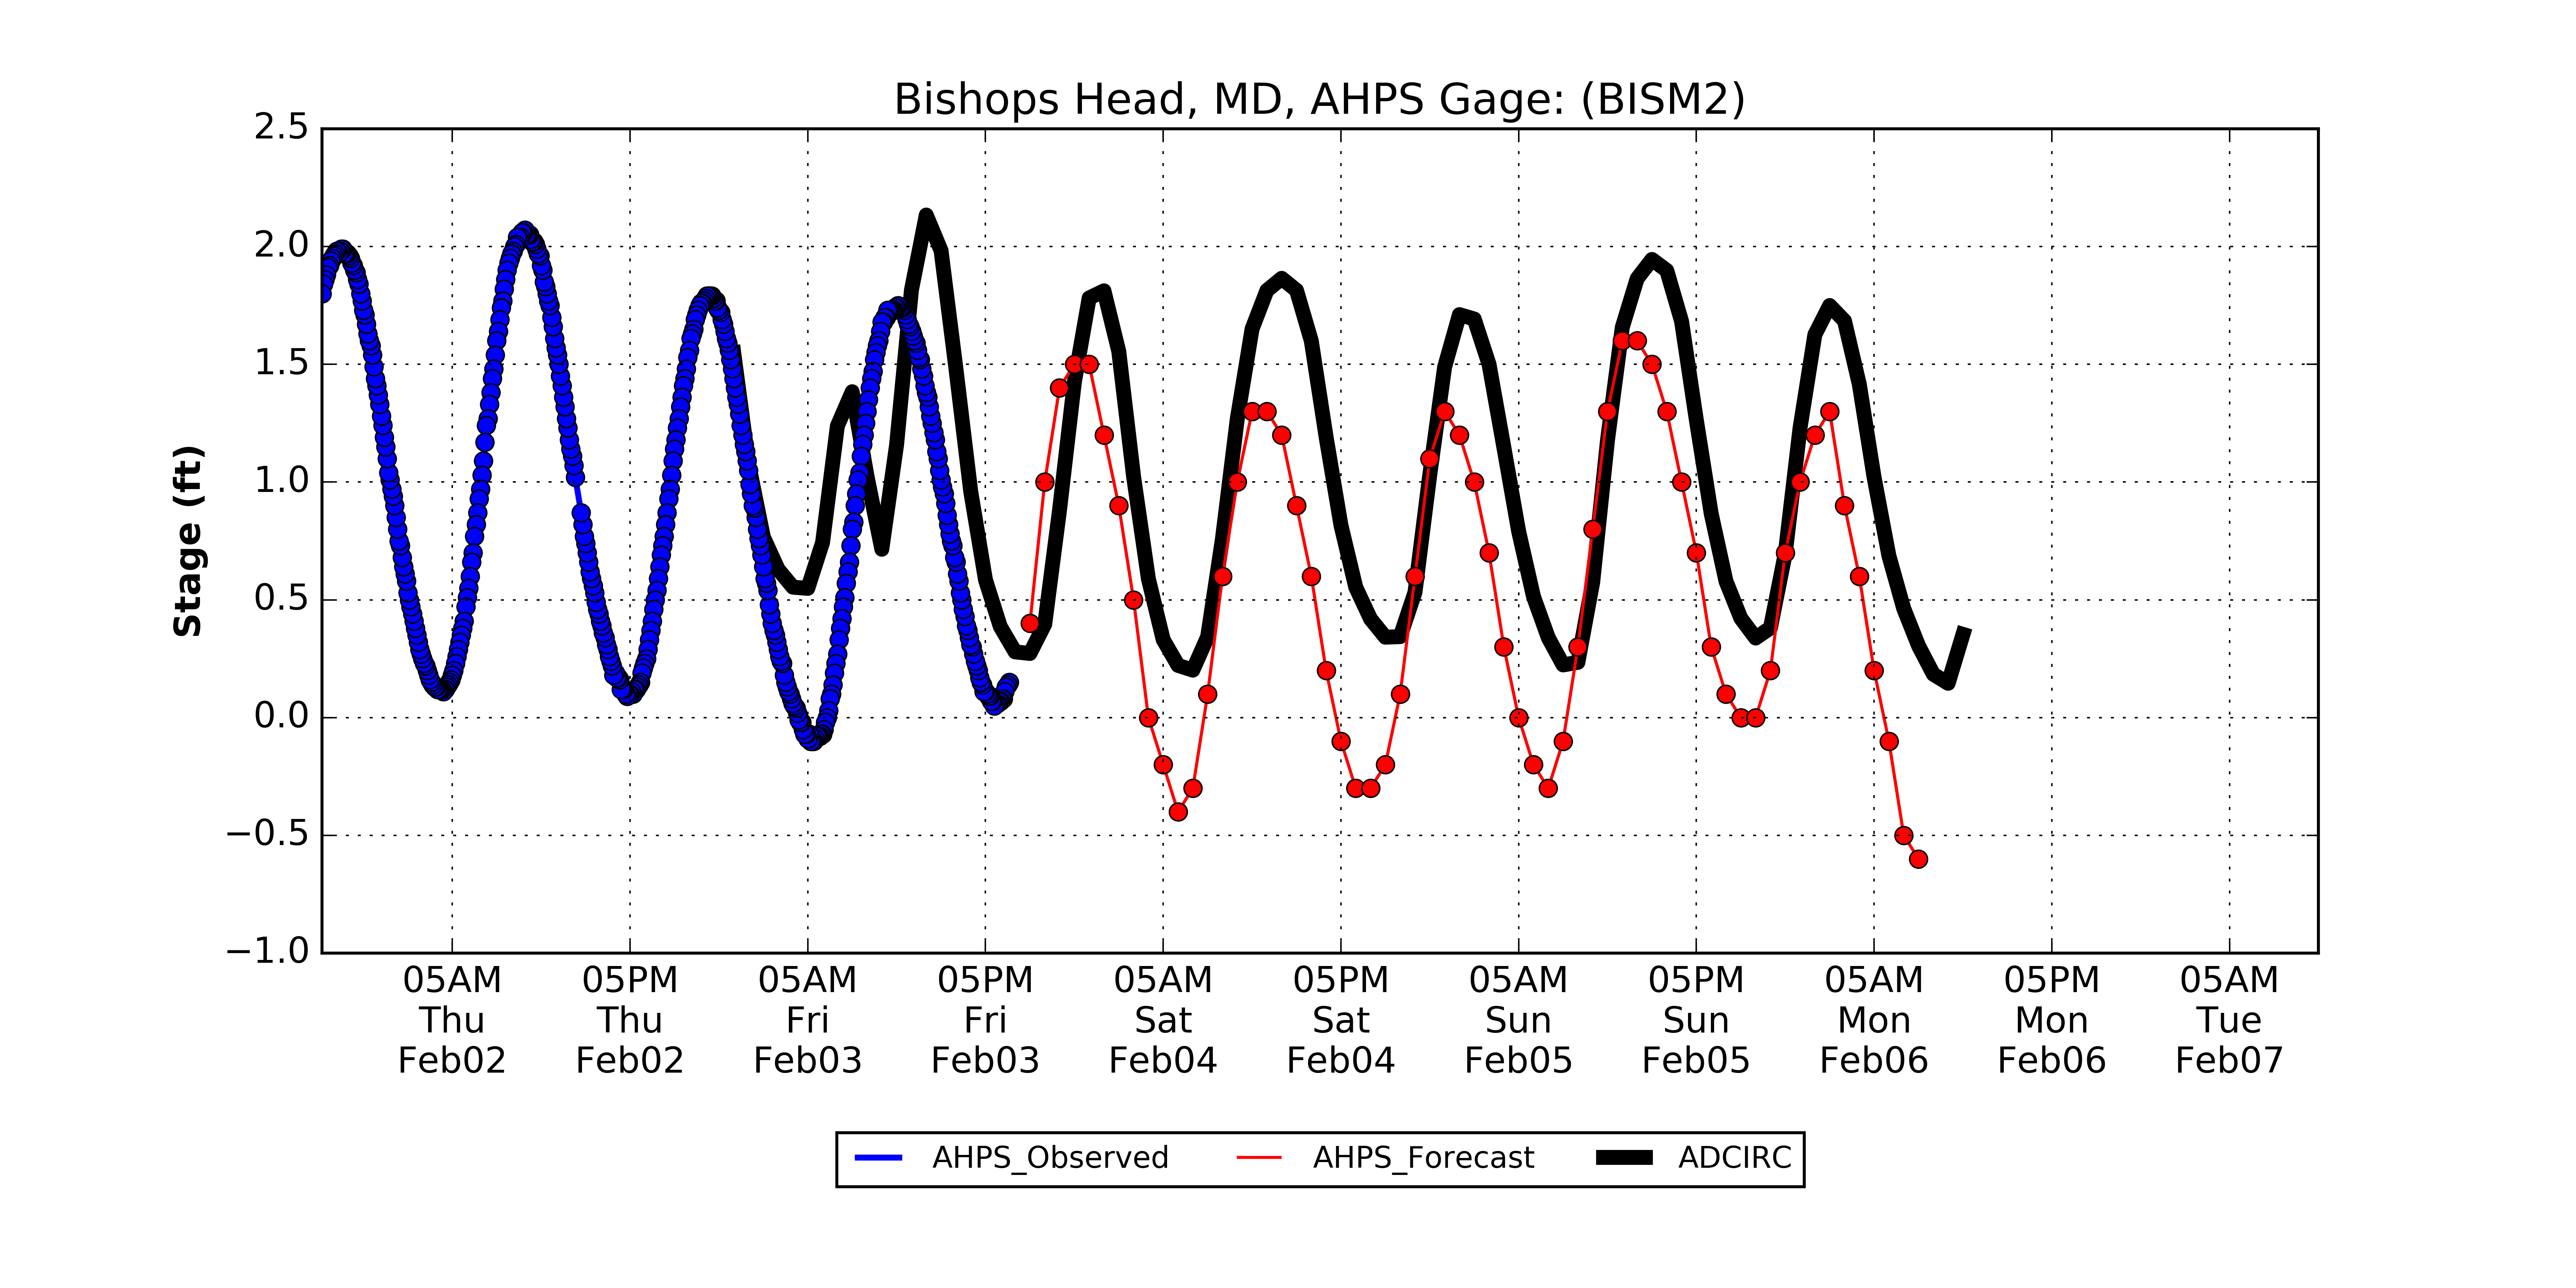 Bishops Head, MD, AHPS Gage: (BISM2)
Stage (ft)
2.5
2.0
1.5
1.0
0.5
0.0
−0.5
−1.0
05AM 05PM 05AM 05PM 05AM 05PM 05AM 05PM 05AM 05PM 05AM
Thu Thu Fri Fri Sat Sat Sun Sun Mon Mon Tue
Feb02 Feb02 Feb03 Feb03 Feb04 Feb04 Feb05 Feb05 Feb06 Feb06 Feb07
AHPS_Observed AHPS_Forecast ADCIRC